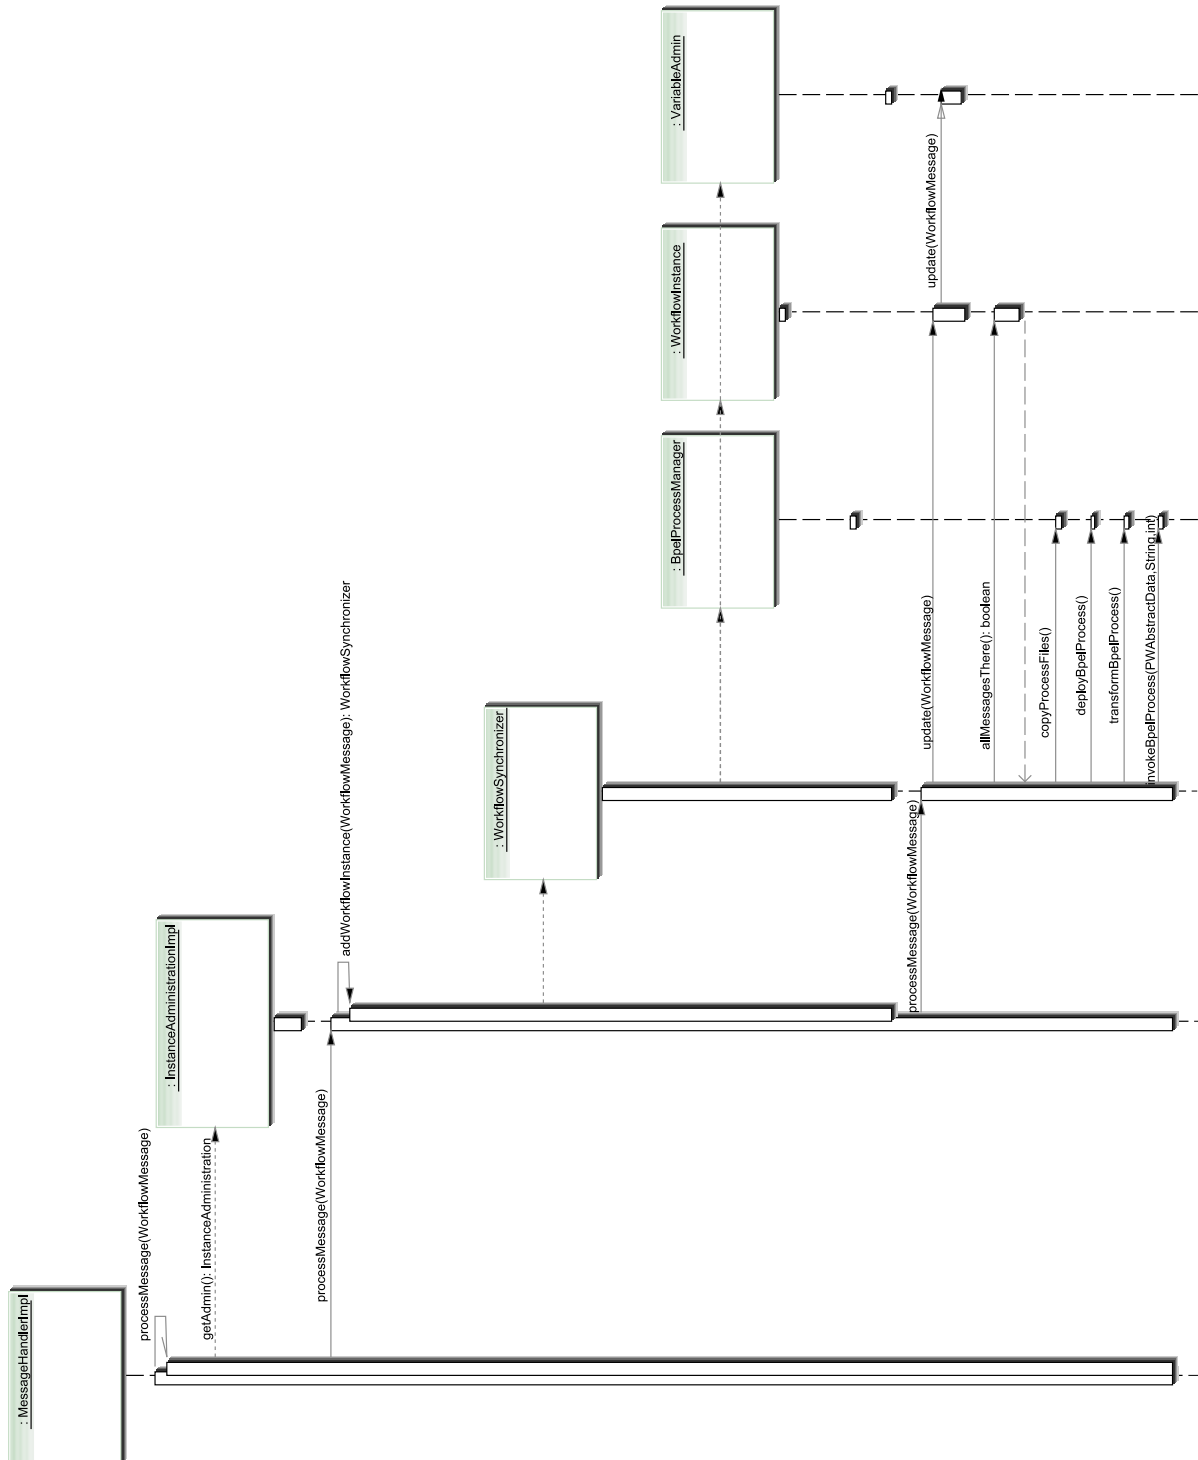 : MessageHandlerImpl
: InstanceAdministrationImpl
: WorkflowSynchronizer
: BpelProcessManager
: WorkflowInstance
: VariableAdmin
processMessage(WorkflowMessage)
getAdmin(): InstanceAdministration
processMessage(WorkflowMessage)
addWorkflowInstance(WorkflowMessage): WorkflowSynchronizer
processMessage(WorkflowMessage)
update(WorkflowMessage)
update(WorkflowMessage)
allMessagesThere(): boolean
copyProcessFiles()
deployBpelProcess()
transformBpelProcess()
invokeBpelProcess(PWAbstractData,String,int)